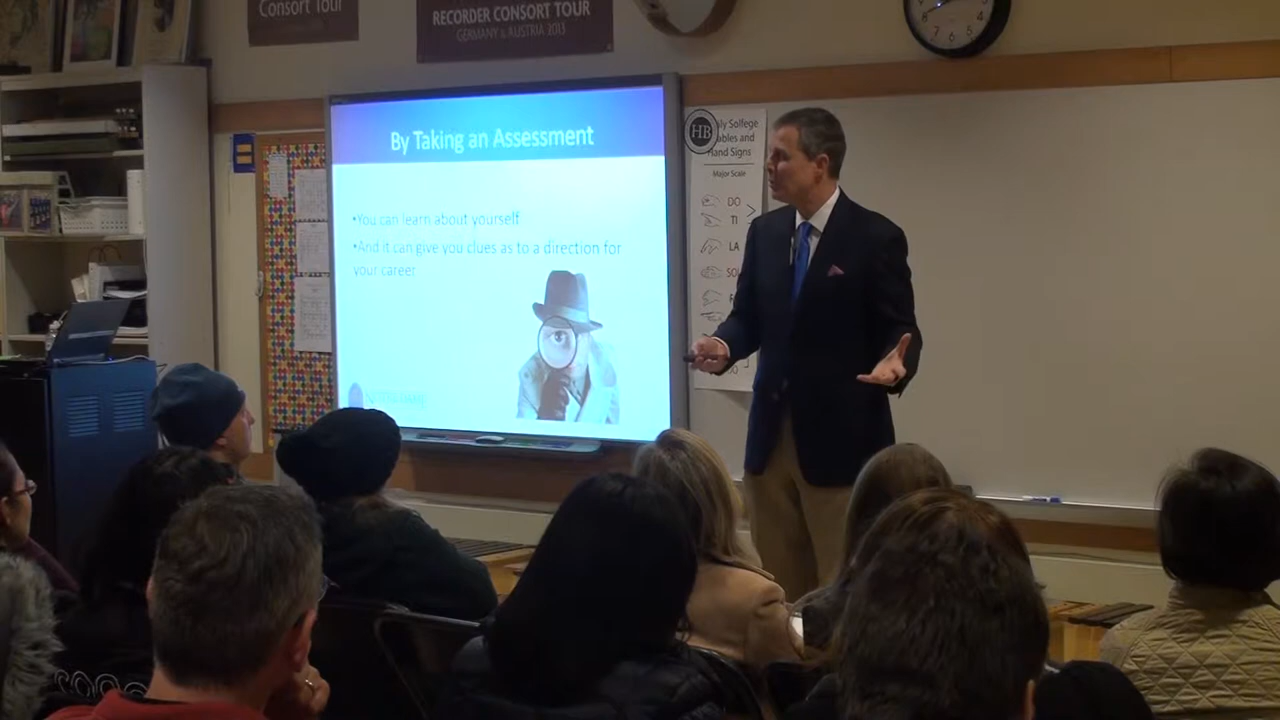 Consort Tour
RECORDER CONSORT TOUR
GERMANY & AUSTRIA 2013
By Taking an Assessment
•You can learn about yourself
•And it can give you clues as to a direction for
your career
HB
Solfege
and
Hand Signs
Major Scale
DO
TI
LA